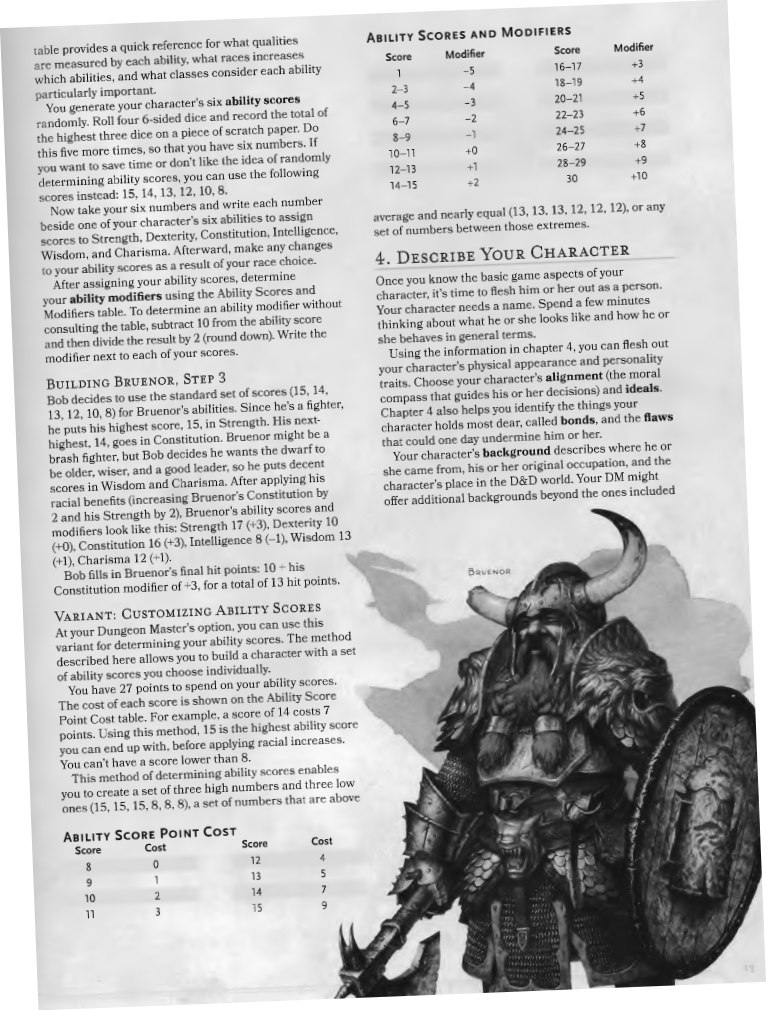 table provides a quick reference for what qualities
are measured by each ability, what races increases
which abilities, and what classes consider each ability
particularly important.
You generate your character's six ability scores
randomly. Roll four 6-sided dice and record the total of
the highest three dice on a piece of scratch paper. Do
this five more times, so that you have six numbers. If
you want to save time or don't like the idea of randomly
determining ability scores, you can use the following
scores instead: 15, 14, 13, 12, 10, 8.
Now take your six numbers and write each number
beside one of your character's six abilities to assign
scores to Strength, Dexterity, Constitution, Intelligence,
Wisdom, and Charisma. Afterward, make any changes
to your ability scores as a result of your race choice.
After assigning your ability scores, determine
your ability modifiers using the Ability Scores and
Modifiers table. To determine an ability modifier without
consulting the table, subtract 10 from the ability score
and then divide the result by 2 (round down). Write the
modifier next to each of your scores.
BUILDING BRUENOR, STEP 3
Bob decides to use the standard set of scores (15, 14,
13, 12, 10, 8) for Bruenor's abilities. Since he's a fighter,
he puts his highest score, 15, in Strength. His next-
highest, 14, goes in Constitution. Bruenor might be a
brash fighter, but Bob decides he wants the dwarf to
be older, wiser, and a good leader, so he puts decent
scores in Wisdom and Charisma. After applying his
racial benefits (increasing Bruenor's Constitution by
2 and his Strength by 2), Bruenor's ability scores and
modifiers look like this: Strength 17 (+3), Dexterity 10
(+0), Constitution 16 (+3), Intelligence 8 (–1), Wisdom 13
(+1), Charisma 12 (+1).
Bob fills in Bruenor's final hit points: 10 + his
Constitution modifier of +3, for a total of 13 hit points.
VARIANT: CUSTOMIZING ABILITY SCORES
At your Dungeon Master's option, you can use this
variant for determining your ability scores. The method
described here allows you to build a character with a set
of ability scores you choose individually.
You have 27 points to spend on your ability scores.
The cost of each score is shown on the Ability Score
Point Cost table. For example, a score of 14 costs 7
points. Using this method, 15 is the highest ability score
you can end up with, before applying racial increases.
You can't have a score lower than 8.
This method of determining ability scores enables
you to create a set of three high numbers and three low
ones (15, 15, 15, 8, 8, 8), a set of numbers that are above
ABILITY SCORE POINT COST
Score Cost Score Cost
8 0 12 4
9 1 13 5
10 2 14 7
11 3 15 9
ABILITY SCORES AND MODIFIERS
Score Modifier Score Modifier
1 –5 16–17 +3
2–3 –4 18–19 +4
4–5 –3 20–21 +5
6–7 –2 22–23 +6
8–9 –1 24–25 +7
10–11 +0 26–27 +8
12–13 +1 28–29 +9
14–15 +2 30 +10
average and nearly equal (13, 13, 13, 12, 12, 12), or any
set of numbers between those extremes.
4. DESCRIBE YOUR CHARACTER
Once you know the basic game aspects of your
character, it's time to flesh him or her out as a person.
Your character needs a name. Spend a few minutes
thinking about what he or she looks like and how he or
she behaves in general terms.
Using the information in chapter 4, you can flesh out
your character's physical appearance and personality
traits. Choose your character's alignment (the moral
compass that guides his or her decisions) and ideals.
Chapter 4 also helps you identify the things your
character holds most dear, called bonds, and the flaws
that could one day undermine him or her.
Your character's background describes where he or
she came from, his or her original occupation, and the
character's place in the D&D world. Your DM might
offer additional backgrounds beyond the ones included
BRUENOR